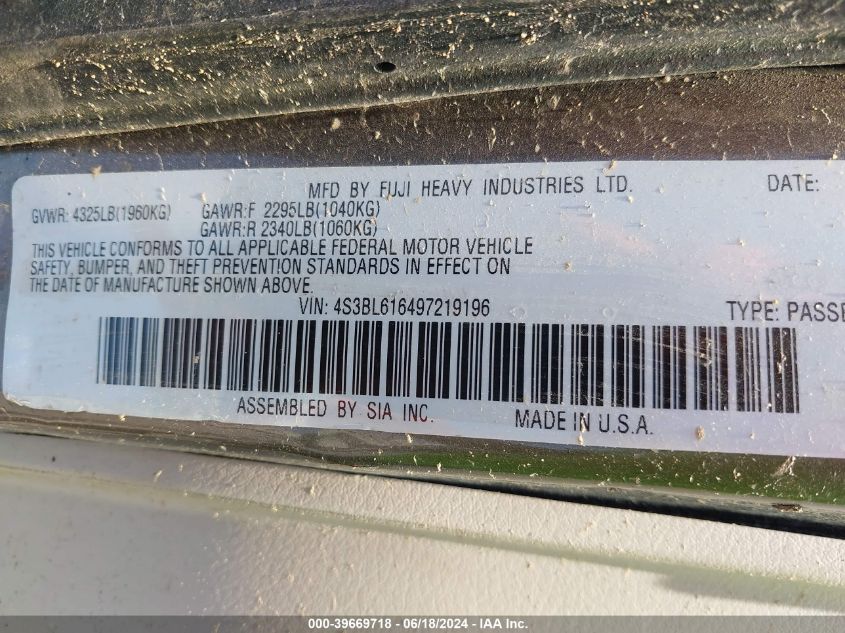 MFD BY FUJI HEAVY INDUSTRIES LTD. DATE:
GVWR: 4325LB(1960KG) GAWR:F 2295LB(1040KG)
GAWR:R 2340LB(1060KG)
THIS VEHICLE CONFORMS TO ALL APPLICABLE FEDERAL MOTOR VEHICLE
SAFETY, BUMPER, AND THEFT PREVENTION STANDARDS IN EFFECT ON
THE DATE OF MANUFACTURE SHOWN ABOVE.
VIN: 4S3BL616497219196 TYPE: PASSE
ASSEMBLED BY SIA INC. MADE IN U.S.A.
000-39669718 - 06/18/2024 - IAA Inc.